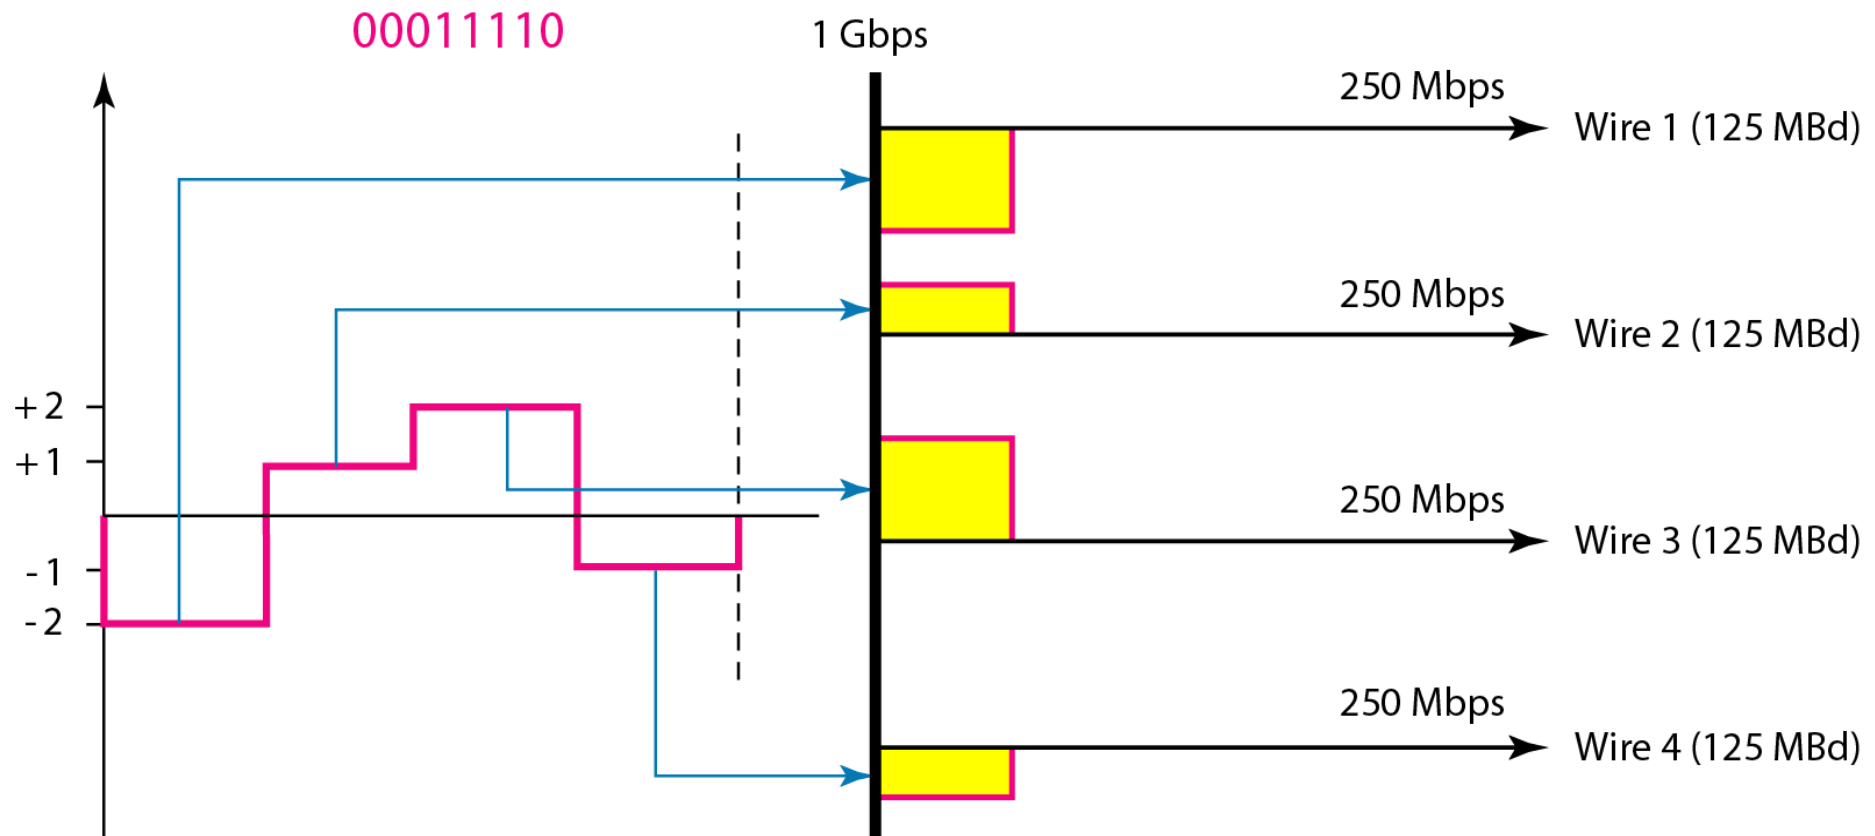 00011110
1 Gbps
250 Mbps
Wire 1 (125 MBd)
250 Mbps
Wire 2 (125 MBd)
+2
+1
-1
-2
250 Mbps
Wire 3 (125 MBd)
250 Mbps
Wire 4 (125 MBd)